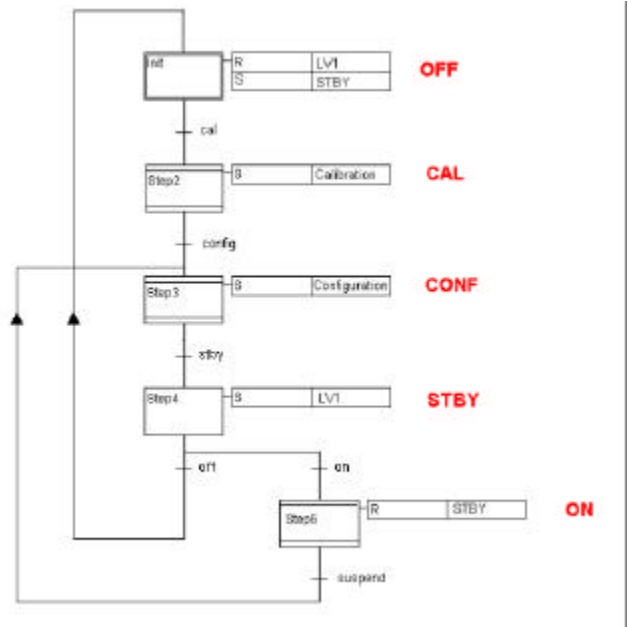 Init R LV1 OFF
S STBY
cal
Step2 S Calibration CAL
config
Step3 S Configuration CONF
stby
Step4 S LV1 STBY
off on
R STBY ON
suspend